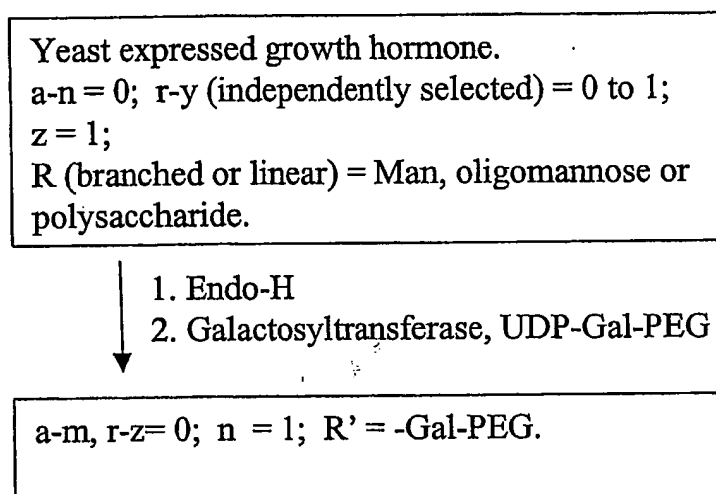 Yeast expressed growth hormone.
a-n = 0; r-y (independently selected) = 0 to 1;
z = 1;
R (branched or linear) = Man, oligomannose or
polysaccharide.
1. Endo-H
2. Galactosyltransferase, UDP-Gal-PEG
a-m, r-z= 0; n = 1; R' = -Gal-PEG.